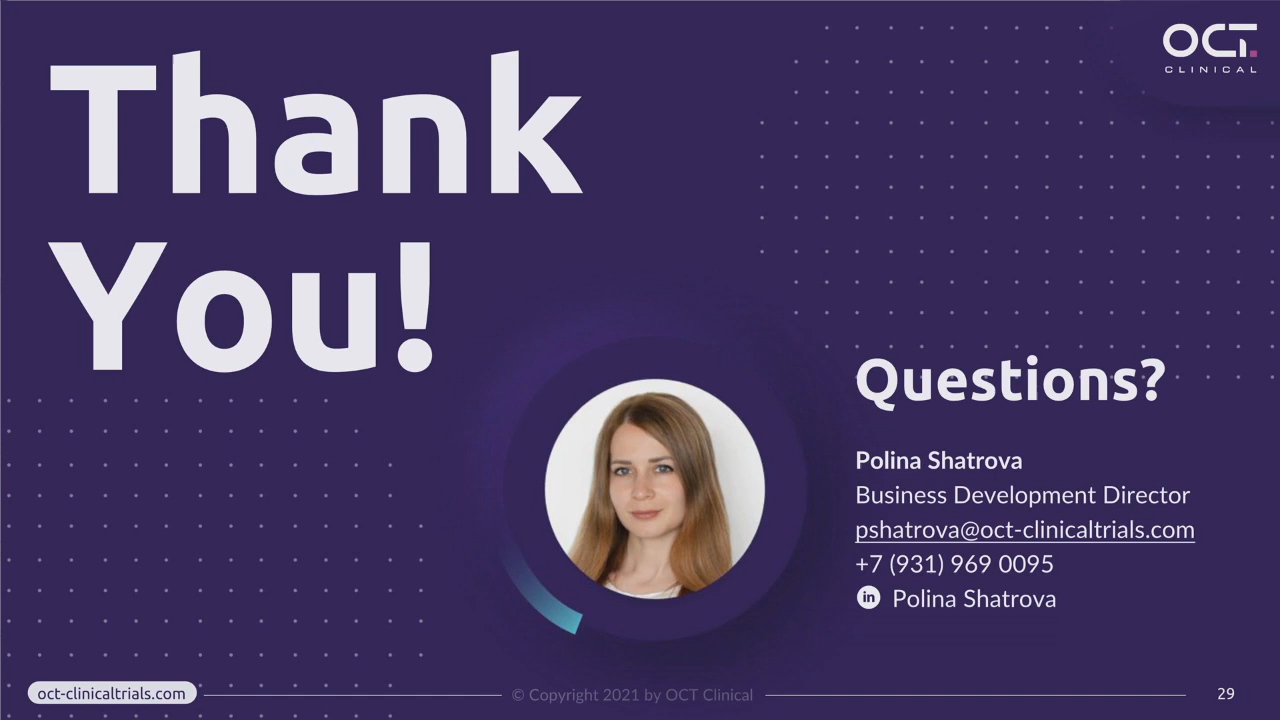 OCT
CLINICAL
Thank
You!
Questions?
Polina Shatrova
Business Development Director
pshatrova@oct-clinicaltrials.com
+7 (931) 969 0095
in Polina Shatrova
oct-clinicaltrials.com
© Copyright 2021 by OCT Clinical
29